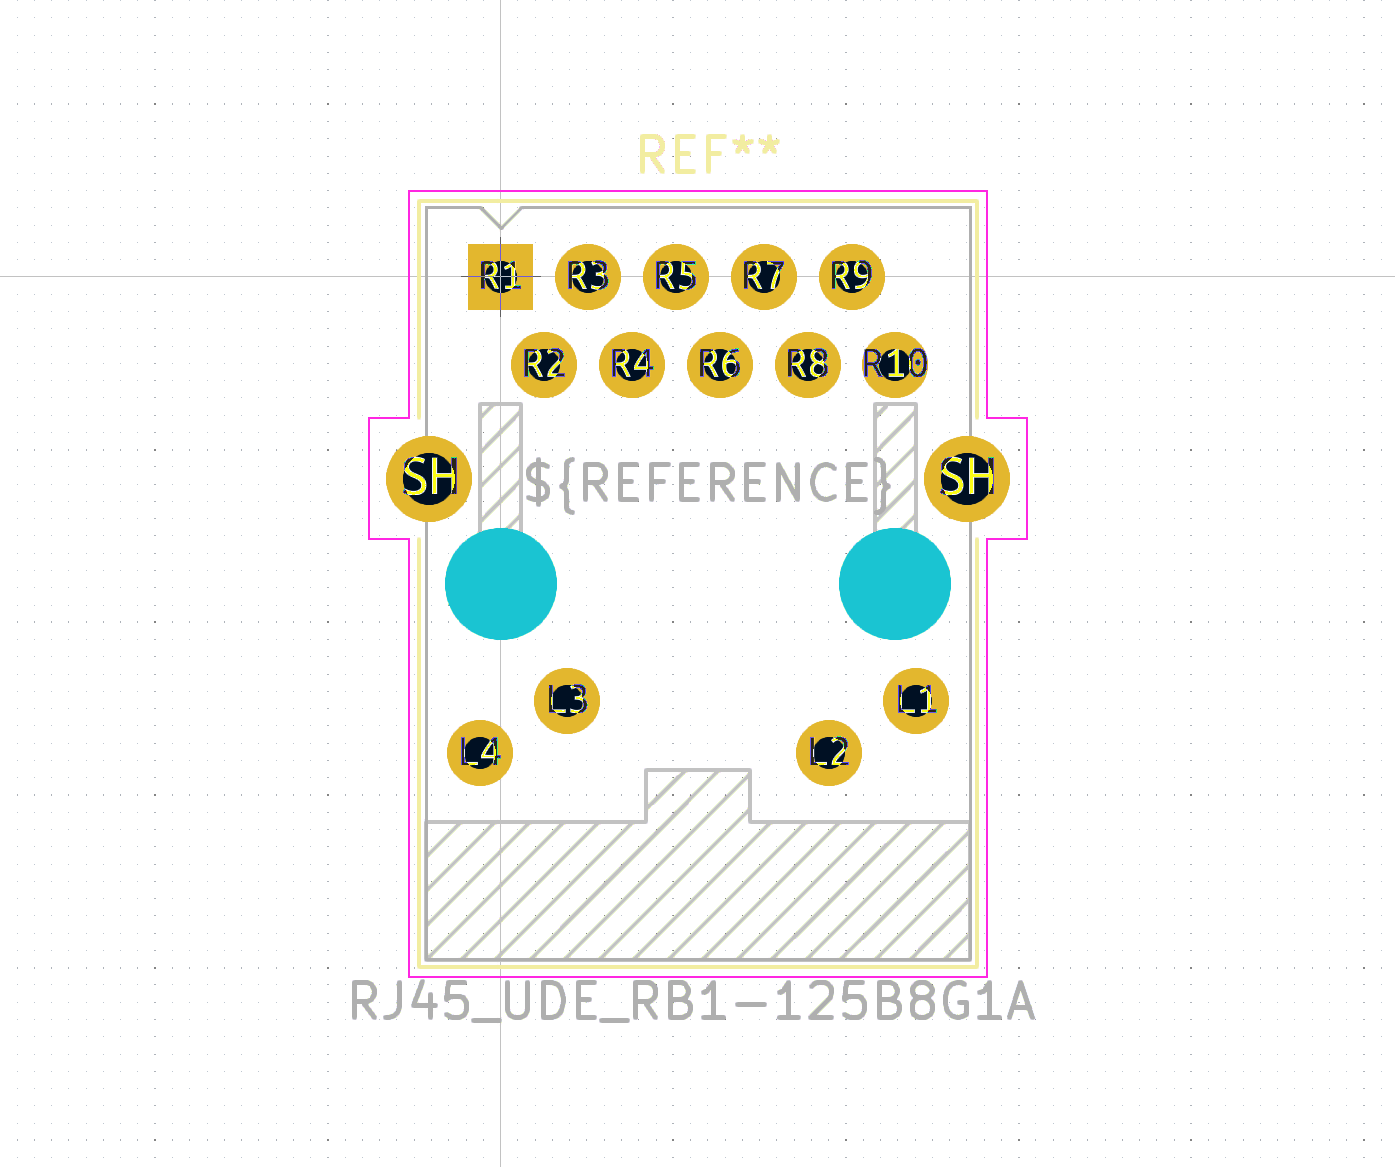 REF**
R1 R3 R5 R7 R9
R2 R4 R6 R8 R10
SH ${REFERENCE} SH
L3 L1
L4 L2
RJ45_UDE_RB1-125B8G1A